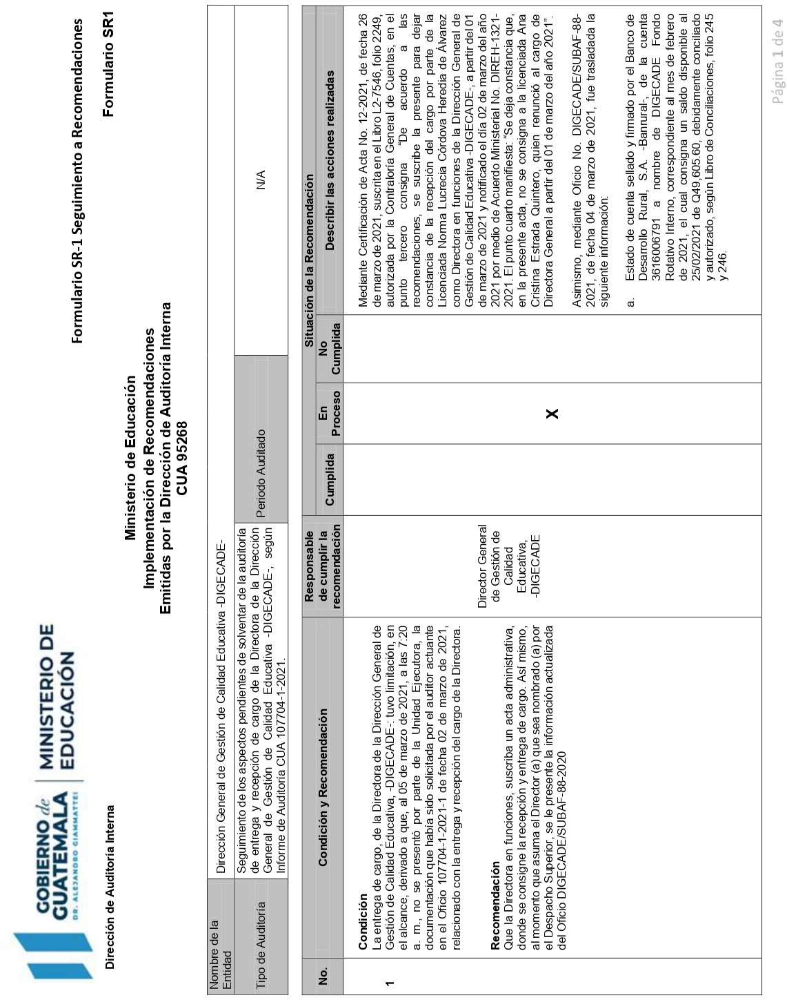 GOBIERNO de
GUATEMALA
DR. ALEJANDRO GIAMMATTEI
MINISTERIO DE
EDUCACIÓN
Formulario SR-1 Seguimiento a Recomendaciones
Dirección de Auditoría Interna
Formulario SR1
Ministerio de Educación
Implementación de Recomendaciones
Emitidas por la Dirección de Auditoría Interna
CUA 95268
Nombre de la
Entidad
Dirección General de Gestión de Calidad Educativa -DIGECADE-
Tipo de Auditoría
Seguimiento de los aspectos pendientes de solventar de la auditoría
de entrega y recepción de cargo de la Directora de la Dirección
General de Gestión de Calidad Educativa -DIGECADE-, según
Informe de Auditoría CUA 107704-1-2021.
Periodo Auditado
N/A
No.
Condición y Recomendación
Responsable
de cumplir la
recomendación
Situación de la Recomendación
Cumplida
En
Proceso
No
Cumplida
Describir las acciones realizadas
1
Condición
La entrega de cargo, de la Directora de la Dirección General de
Gestión de Calidad Educativa, -DIGECADE-: tuvo limitación, en
el alcance, derivado a que, al 05 de marzo de 2021, a las 7:20
a. m., no se presentó por parte de la Unidad Ejecutora, la
documentación que había sido solicitada por el auditor actuante
en el Oficio 107704-1-2021-1 de fecha 02 de marzo de 2021,
relacionado con la entrega y recepción del cargo de la Directora.
Recomendación
Que la Directora en funciones, suscriba un acta administrativa,
donde se consigne la recepción y entrega de cargo. Así mismo,
al momento que asuma el Director (a) que sea nombrado (a) por
el Despacho Superior, se le presente la información actualizada
del Oficio DIGECADE/SUBAF-88-2020
Director General
de Gestión de
Calidad
Educativa,
-DIGECADE
X
Mediante Certificación de Acta No. 12-2021, de fecha 26
de marzo de 2021, suscrita en el Libro L2-7546, folio 2249,
autorizada por la Contraloría General de Cuentas, en el
punto tercero consigna “De acuerdo a las
recomendaciones, se suscribe la presente para dejar
constancia de la recepción del cargo por parte de la
Licenciada Norma Lucrecia Córdova Heredia de Álvarez
como Directora en funciones de la Dirección General de
Gestión de Calidad Educativa -DIGECADE-, a partir del 01
de marzo de 2021 y notificado el día 02 de marzo del año
2021 por medio de Acuerdo Ministerial No. DIREH-1321-
2021. El punto cuarto manifiesta: “Se deja constancia que,
en la presente acta, no se consigna a la licenciada Ana
Cristina Estrada Quintero, quien renunció al cargo de
Directora General a partir del 01 de marzo del año 2021”.
Asimismo, mediante Oficio No. DIGECADE/SUBAF-88-
2021, de fecha 04 de marzo de 2021, fue trasladada la
siguiente información:
a. Estado de cuenta sellado y firmado por el Banco de
Desarrollo Rural, S.A. -Banrural-, de la cuenta
3616006791 a nombre de DIGECADE Fondo
Rotativo Interno, correspondiente al mes de febrero
de 2021, el cual consigna un saldo disponible al
25/02/2021 de Q49,605.60, debidamente conciliado
y autorizado, según Libro de Conciliaciones, folio 245
y 246.
Página 1 de 4